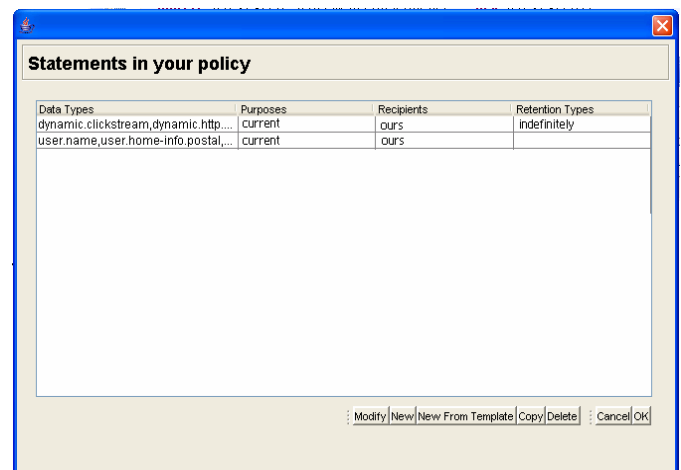 Statements in your policy
Data Types Purposes Recipients Retention Types
dynamic.clickstream,dynamic.http.... current ours indefinitely
user.name,user.home-info.postal,... current ours
Modify New New From Template Copy Delete Cancel OK